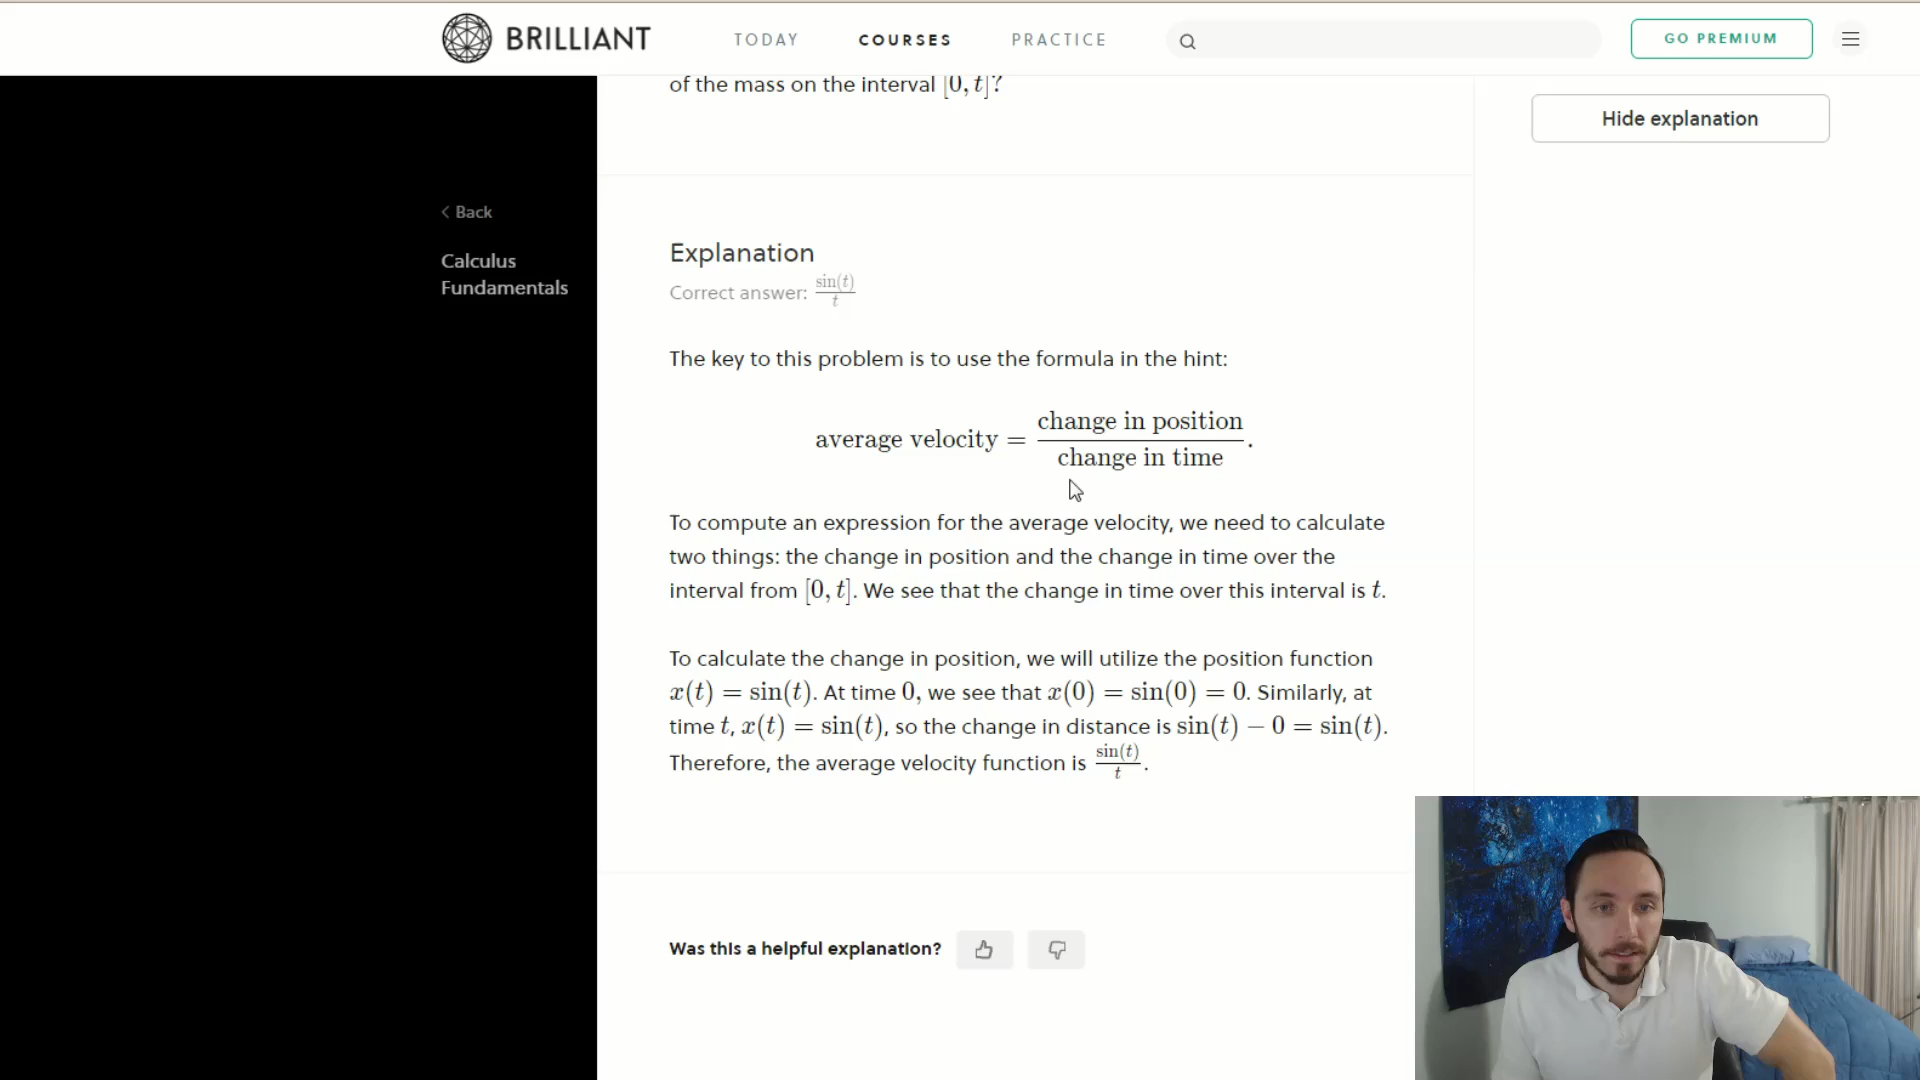 BRILLIANT
TODAY
COURSES
PRACTICE
GO PREMIUM
of the mass on the interval [0, t]?
Hide explanation
Back
Calculus
Fundamentals
Explanation
Correct answer: sin(t)/t
The key to this problem is to use the formula in the hint:
average velocity = change in position/change in time.
To compute an expression for the average velocity, we need to calculate
two things: the change in position and the change in time over the
interval from [0, t]. We see that the change in time over this interval is t.
To calculate the change in position, we will utilize the position function
x(t) = sin(t). At time 0, we see that x(0) = sin(0) = 0. Similarly, at
time t, x(t) = sin(t), so the change in distance is sin(t) − 0 = sin(t).
Therefore, the average velocity function is sin(t)/t.
Was this a helpful explanation?